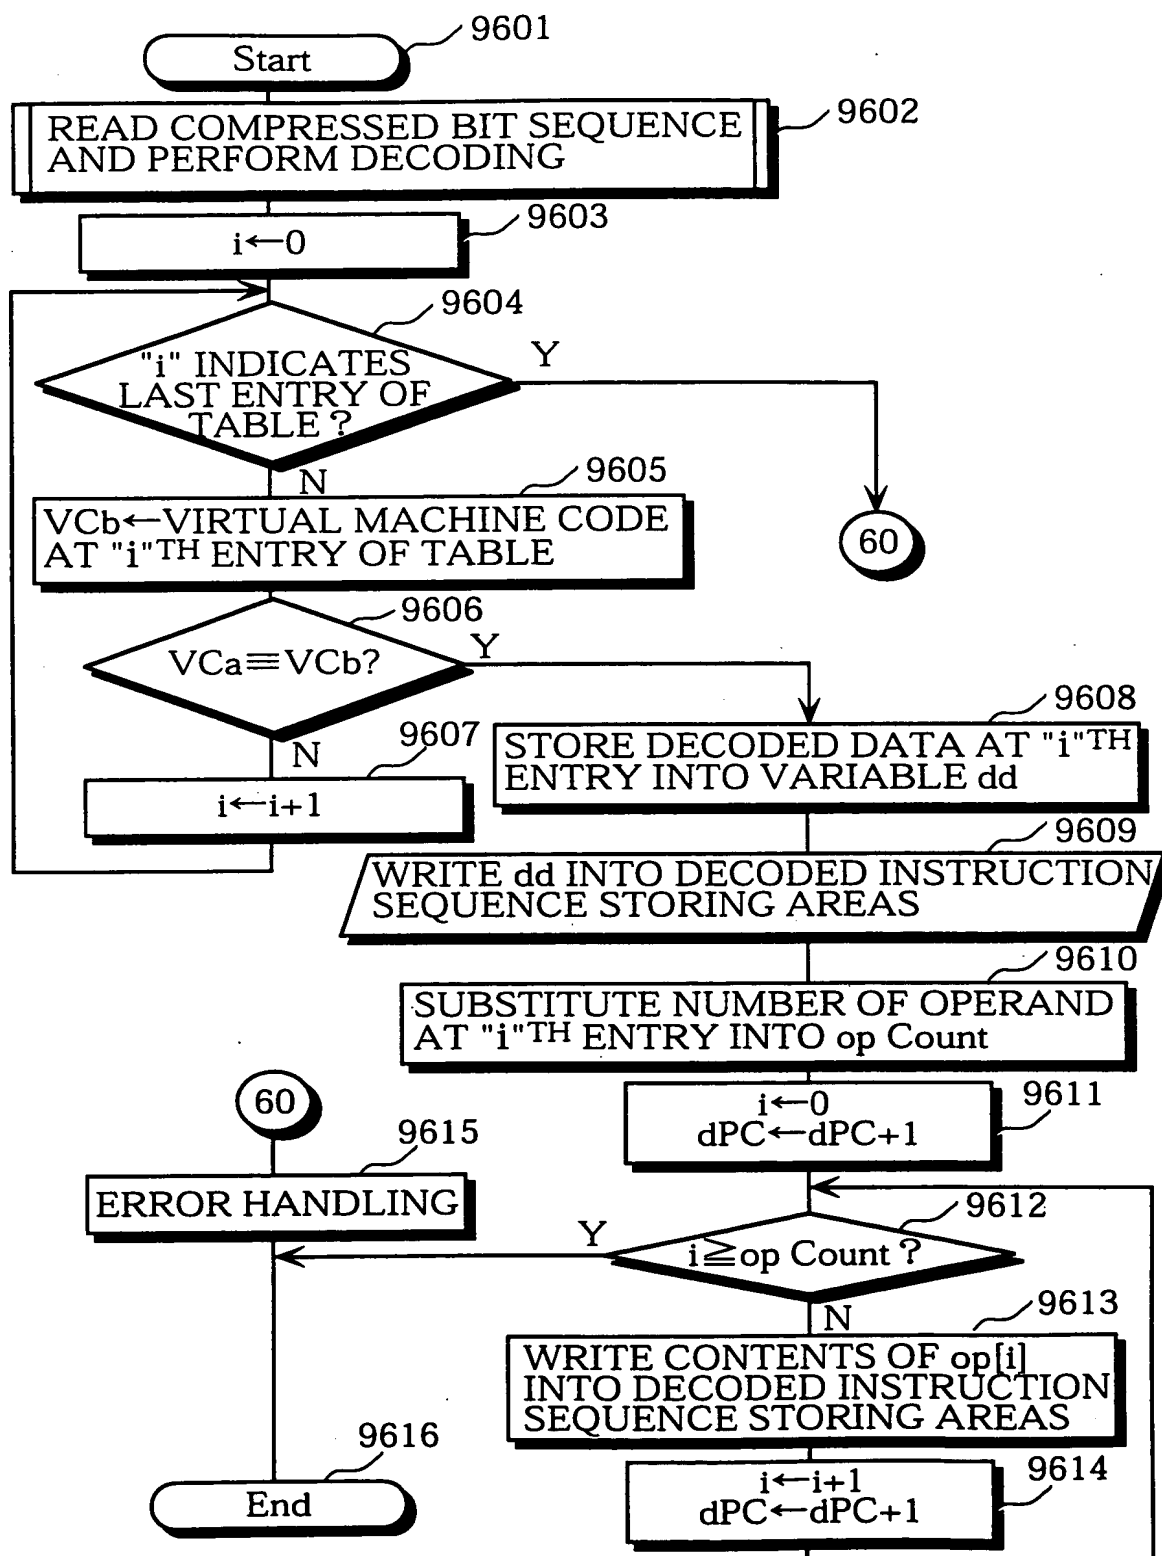 9601
Start
9602
READ COMPRESSED BIT SEQUENCE
AND PERFORM DECODING
9603
i←0
9604
"i" INDICATES
LAST ENTRY OF
TABLE ?
Y
N
9605
VCb←VIRTUAL MACHINE CODE
AT "i"TH ENTRY OF TABLE
60
9606
VCa≡VCb?
Y
N
9607
i←i+1
9608
STORE DECODED DATA AT "i"TH
ENTRY INTO VARIABLE dd
9609
WRITE dd INTO DECODED INSTRUCTION
SEQUENCE STORING AREAS
9610
SUBSTITUTE NUMBER OF OPERAND
AT "i"TH ENTRY INTO op Count
9611
i←0
dPC←dPC+1
60
9615
ERROR HANDLING
9612
i≧op Count ?
Y
N
9613
WRITE CONTENTS OF op[i]
INTO DECODED INSTRUCTION
SEQUENCE STORING AREAS
9614
i←i+1
dPC←dPC+1
9616
End